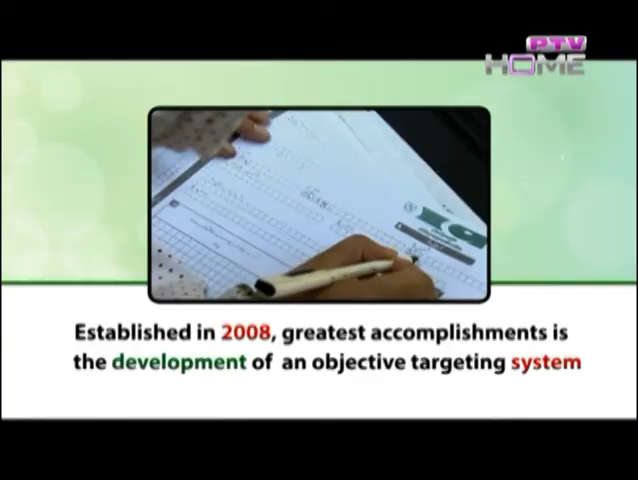 PTV
HOME
Established in 2008, greatest accomplishments is
the development of an objective targeting system